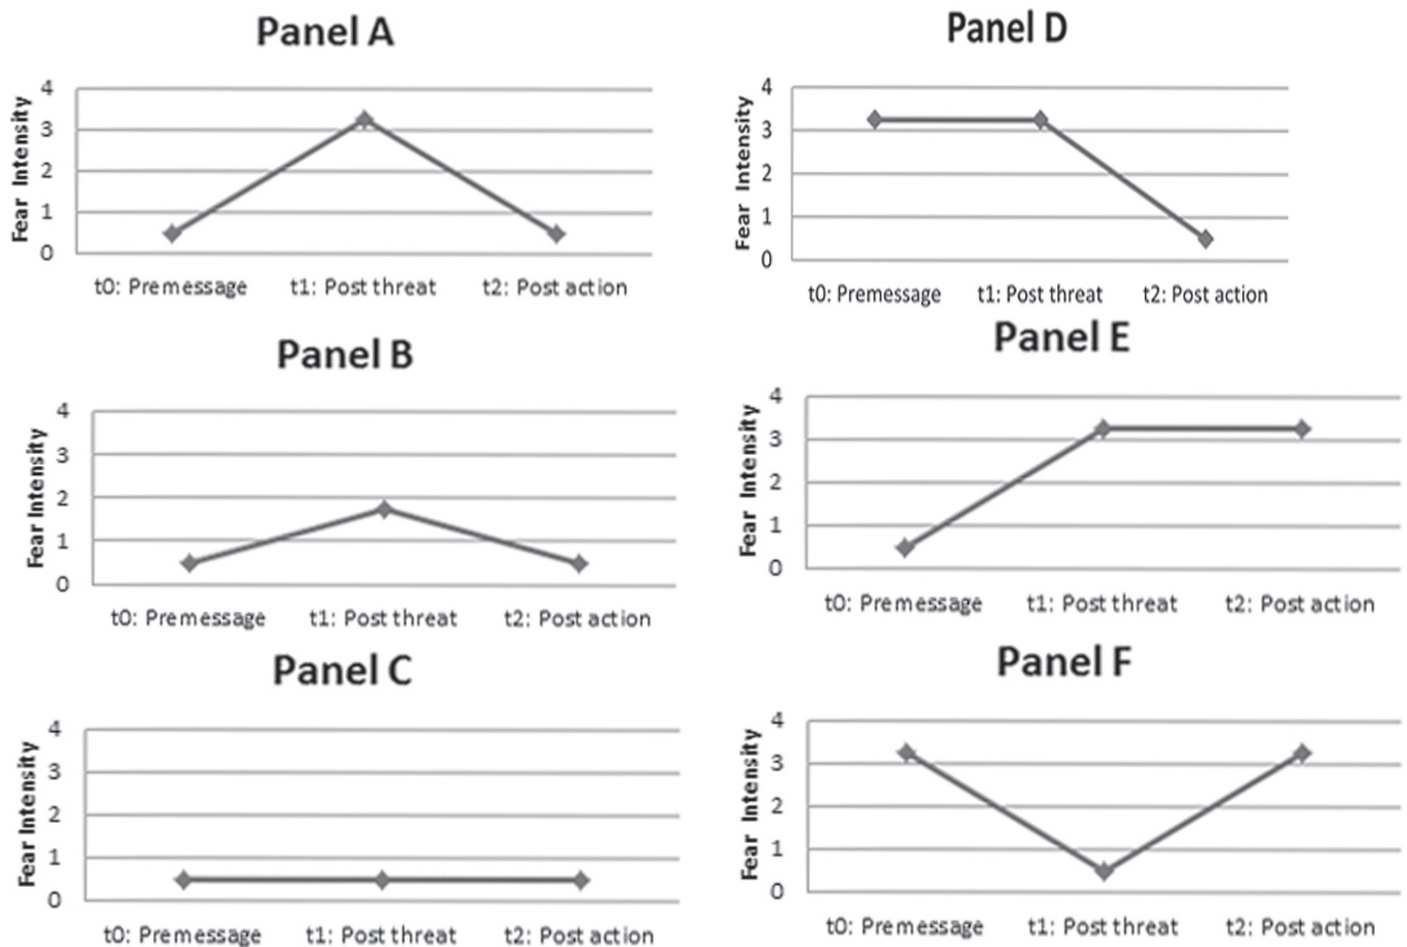 Panel A
Fear Intensity
4
3
2
1
0
t0: Premessage t1: Post threat t2: Post action
Panel B
Fear Intensity
4
3
2
1
0
t0: Premessage t1: Post threat t2: Post action
Panel C
Fear Intensity
4
3
2
1
0
t0: Premessage t1: Post threat t2: Post action
Panel D
Fear Intensity
4
3
2
1
0
t0: Premessage t1: Post threat t2: Post action
Panel E
Fear Intensity
4
3
2
1
0
t0: Premessage t1: Post threat t2: Post action
Panel F
Fear Intensity
4
3
2
1
0
t0: Premessage t1: Post threat t2: Post action